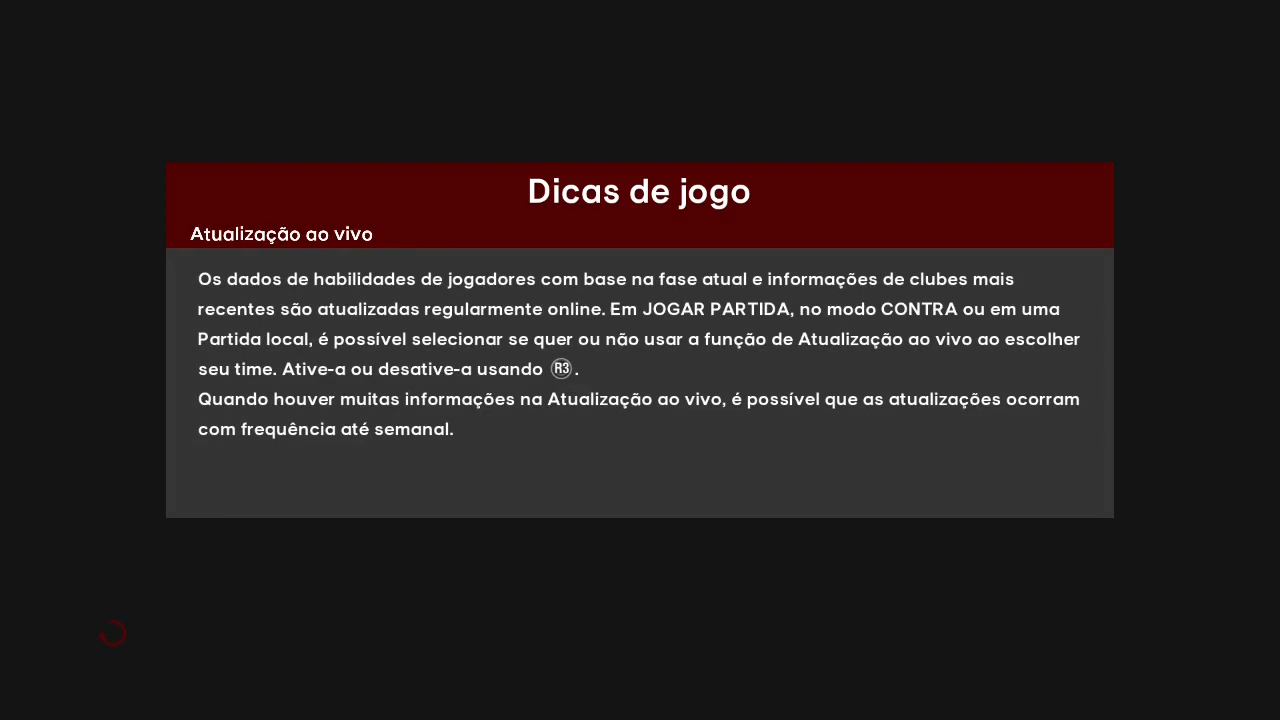 Dicas de jogo
Atualização ao vivo
Os dados de habilidades de jogadores com base na fase atual e informações de clubes mais
recentes são atualizadas regularmente online. Em JOGAR PARTIDA, no modo CONTRA ou em uma
Partida local, é possível selecionar se quer ou não usar a função de Atualização ao vivo ao escolher
seu time. Ative-a ou desative-a usando R3.
Quando houver muitas informações na Atualização ao vivo, é possível que as atualizações ocorram
com frequência até semanal.